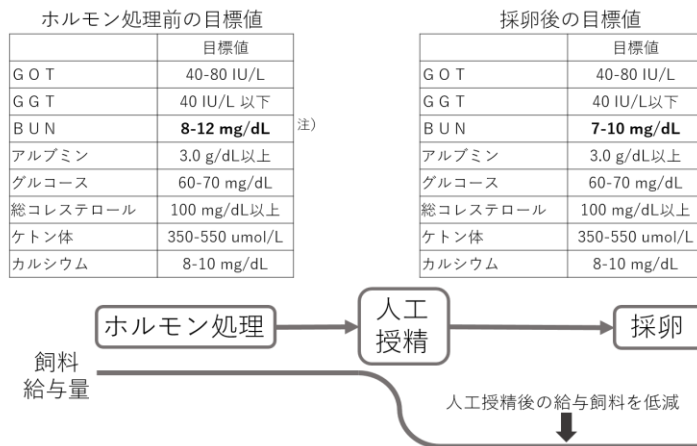 ホルモン処理前の目標値
目標値
ＧＯＴ 40-80 IU/L
ＧＧＴ 40 IU/L 以下
ＢＵＮ 8-12 mg/dL 注）
アルブミン 3.0 g/dL以上
グルコース 60-70 mg/dL
総コレステロール 100 mg/dL以上
ケトン体 350-550 umol/L
カルシウム 8-10 mg/dL
採卵後の目標値
目標値
ＧＯＴ 40-80 IU/L
ＧＧＴ 40 IU/L以下
ＢＵＮ 7-10 mg/dL
アルブミン 3.0 g/dL以上
グルコース 60-70 mg/dL
総コレステロール 100 mg/dL以上
ケトン体 350-550 umol/L
カルシウム 8-10 mg/dL
ホルモン処理
人工
授精
採卵
飼料
給与量
人工授精後の給与飼料を低減